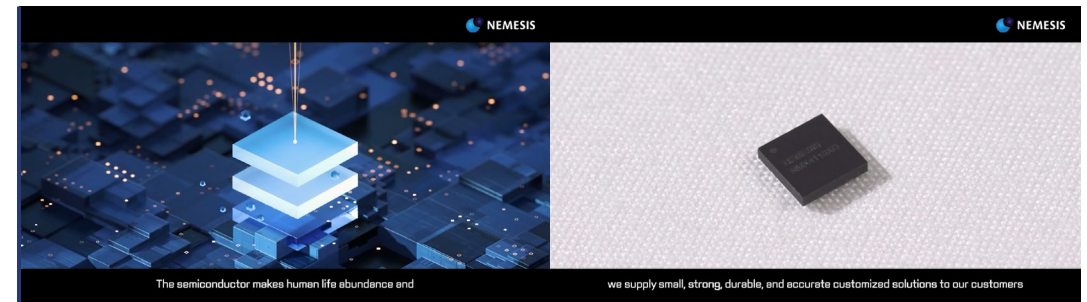 NEMESIS
The semiconductor makes human life abundance and
NEMESIS
we supply small, strong, durable, and accurate customized solutions to our customers